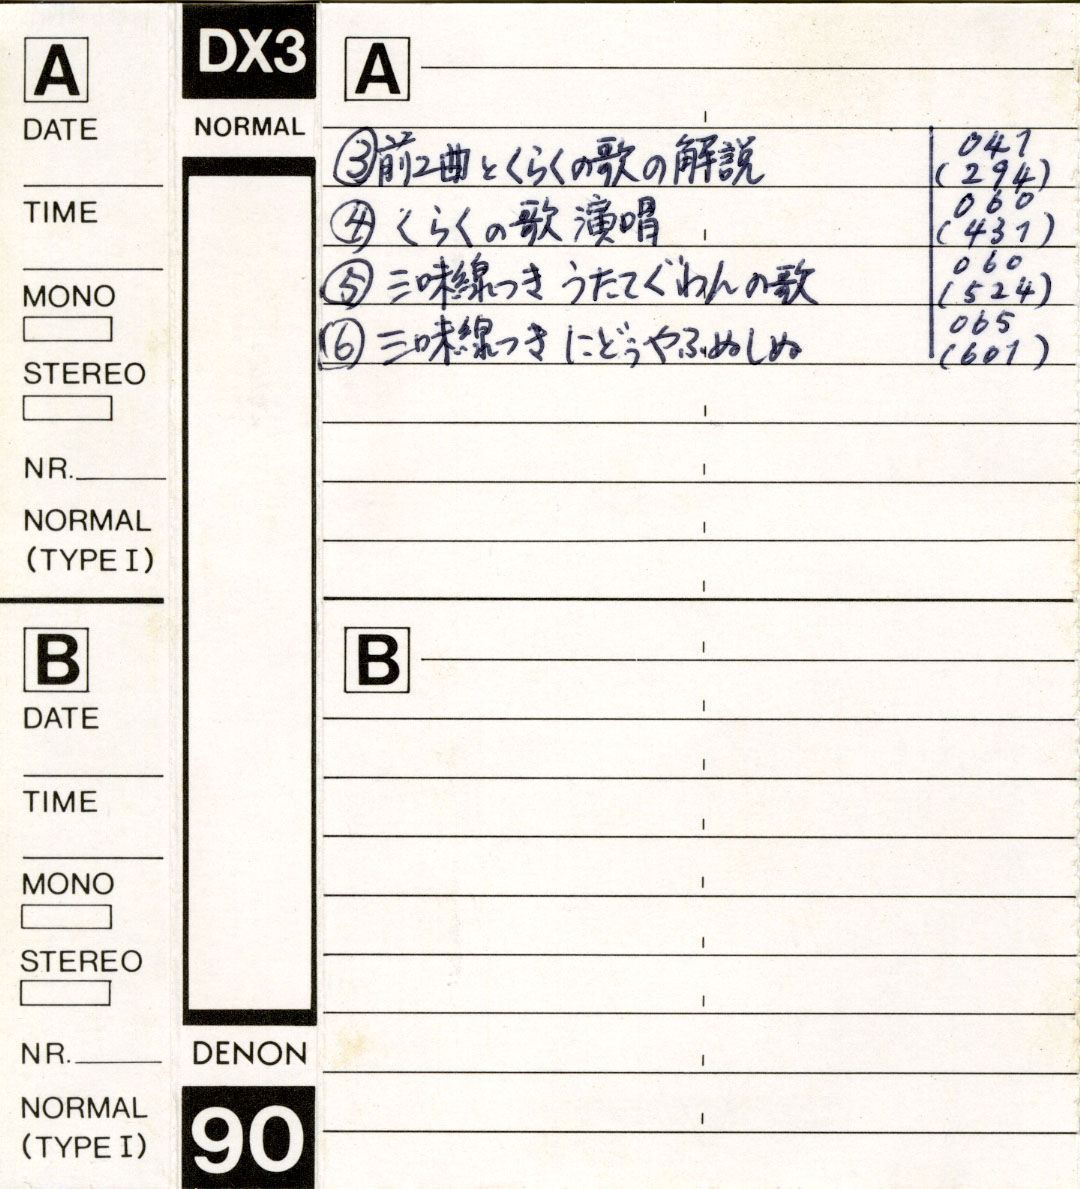 A
DATE
TIME
MONO
STEREO
NR.
NORMAL
(TYPE I)
B
DATE
TIME
MONO
STEREO
NR.
NORMAL
(TYPE I)
DX3
NORMAL
DENON
90
A
③前2曲とくらくの歌の解説 047
(294)
④くらくの歌 演唱 060
(431)
⑤三味線つき うたてぐわんの歌 060
(524)
⑥三味線つき にどぅやふぬしぬ 065
(601)
B